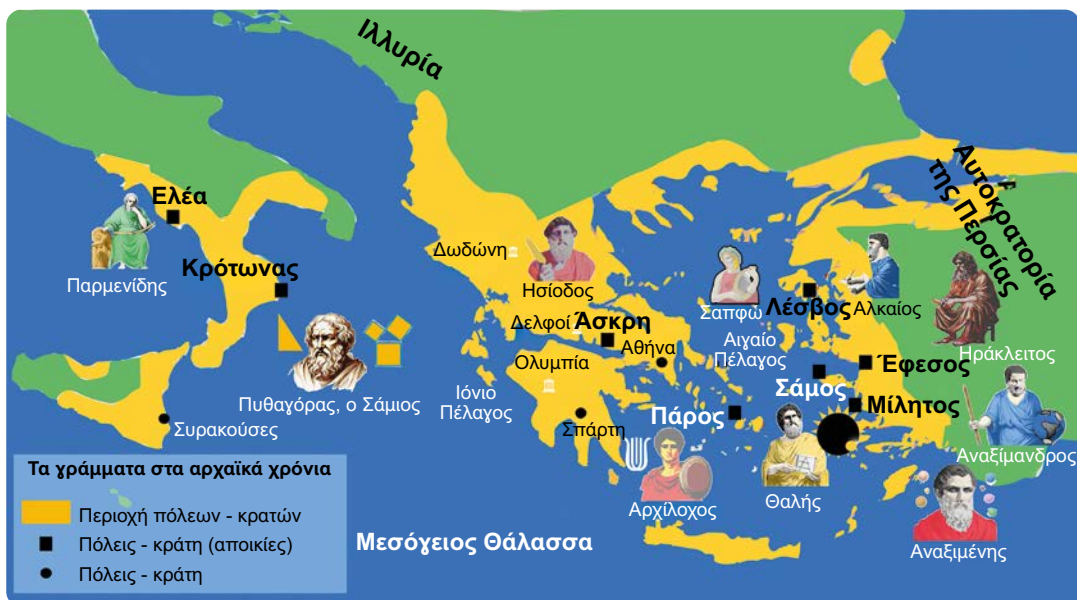 Ιλλυρία
Αυτοκρατορία
της Περσίας
Ελέα
Παρμενίδης
Κρότωνας
Δωδώνη
Ησίοδος
Σαπφώ
Λέσβος
Αλκαίος
Δελφοί
Άσκρη
Αθήνα
Αιγαίο
Πέλαγος
Ηράκλειτος
Ολυμπία
Έφεσος
Ιόνιο
Πέλαγος
Σάμος
Πυθαγόρας, ο Σάμιος
Μίλητος
Πάρος
Συρακούσες
Σπάρτη
Αναξίμανδρος
Θαλής
Αρχίλοχος
Αναξιμένης
Μεσόγειος Θάλασσα
Τα γράμματα στα αρχαϊκά χρόνια
Περιοχή πόλεων - κρατών
Πόλεις - κράτη (αποικίες)
Πόλεις - κράτη